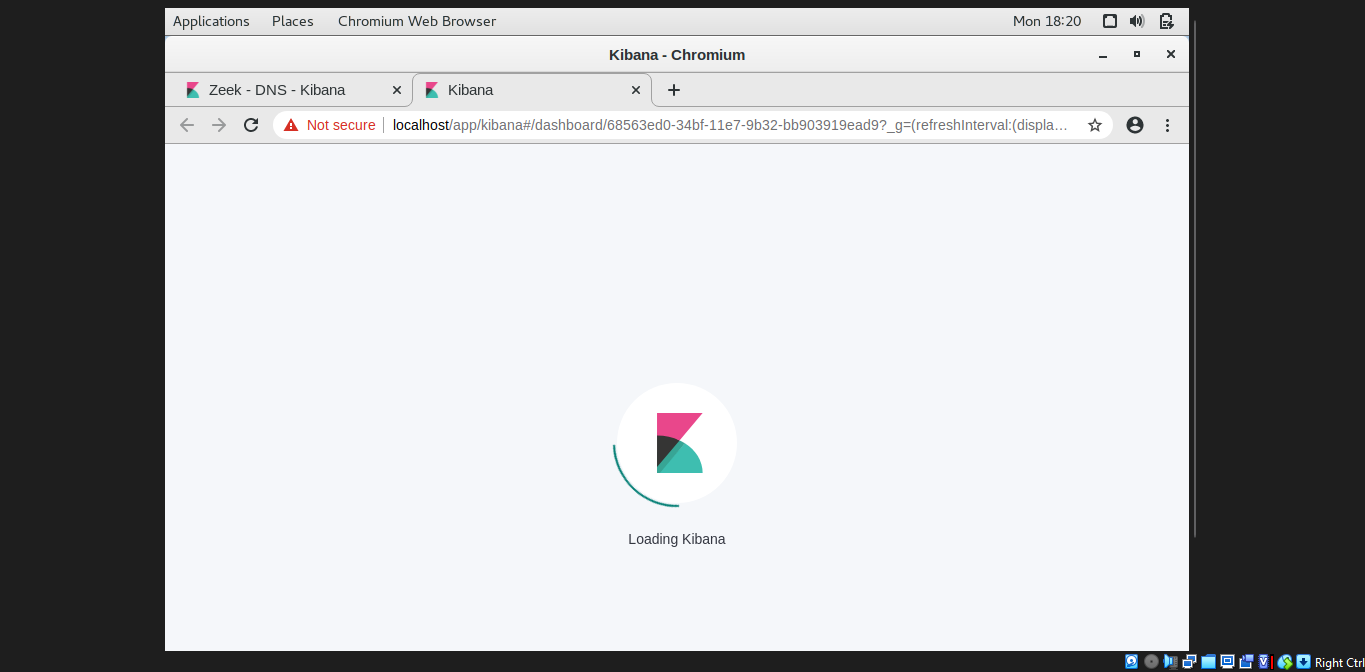 Applications Places Chromium Web Browser Mon 18:20
Kibana - Chromium
Zeek - DNS - Kibana Kibana
Not secure localhost/app/kibana#/dashboard/68563ed0-34bf-11e7-9b32-bb903919ead9?_g=(refreshInterval:(displa…
Loading Kibana
Right Ctrl